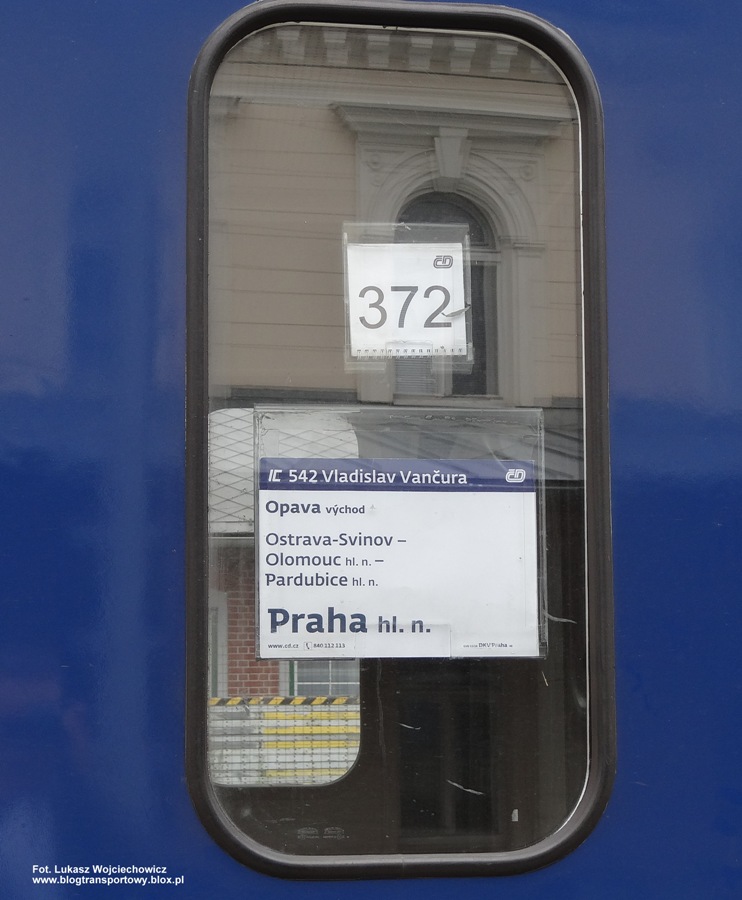 ČD
372
IC 542 Vladislav Vančura ČD
Opava východ
Ostrava-Svinov –
Olomouc hl. n. –
Pardubice hl. n.
Praha hl. n.
www.cd.cz 840 112 113 DKV Praha
Fot. Lukasz Wojciechowicz
www.blogtransportowy.blox.pl